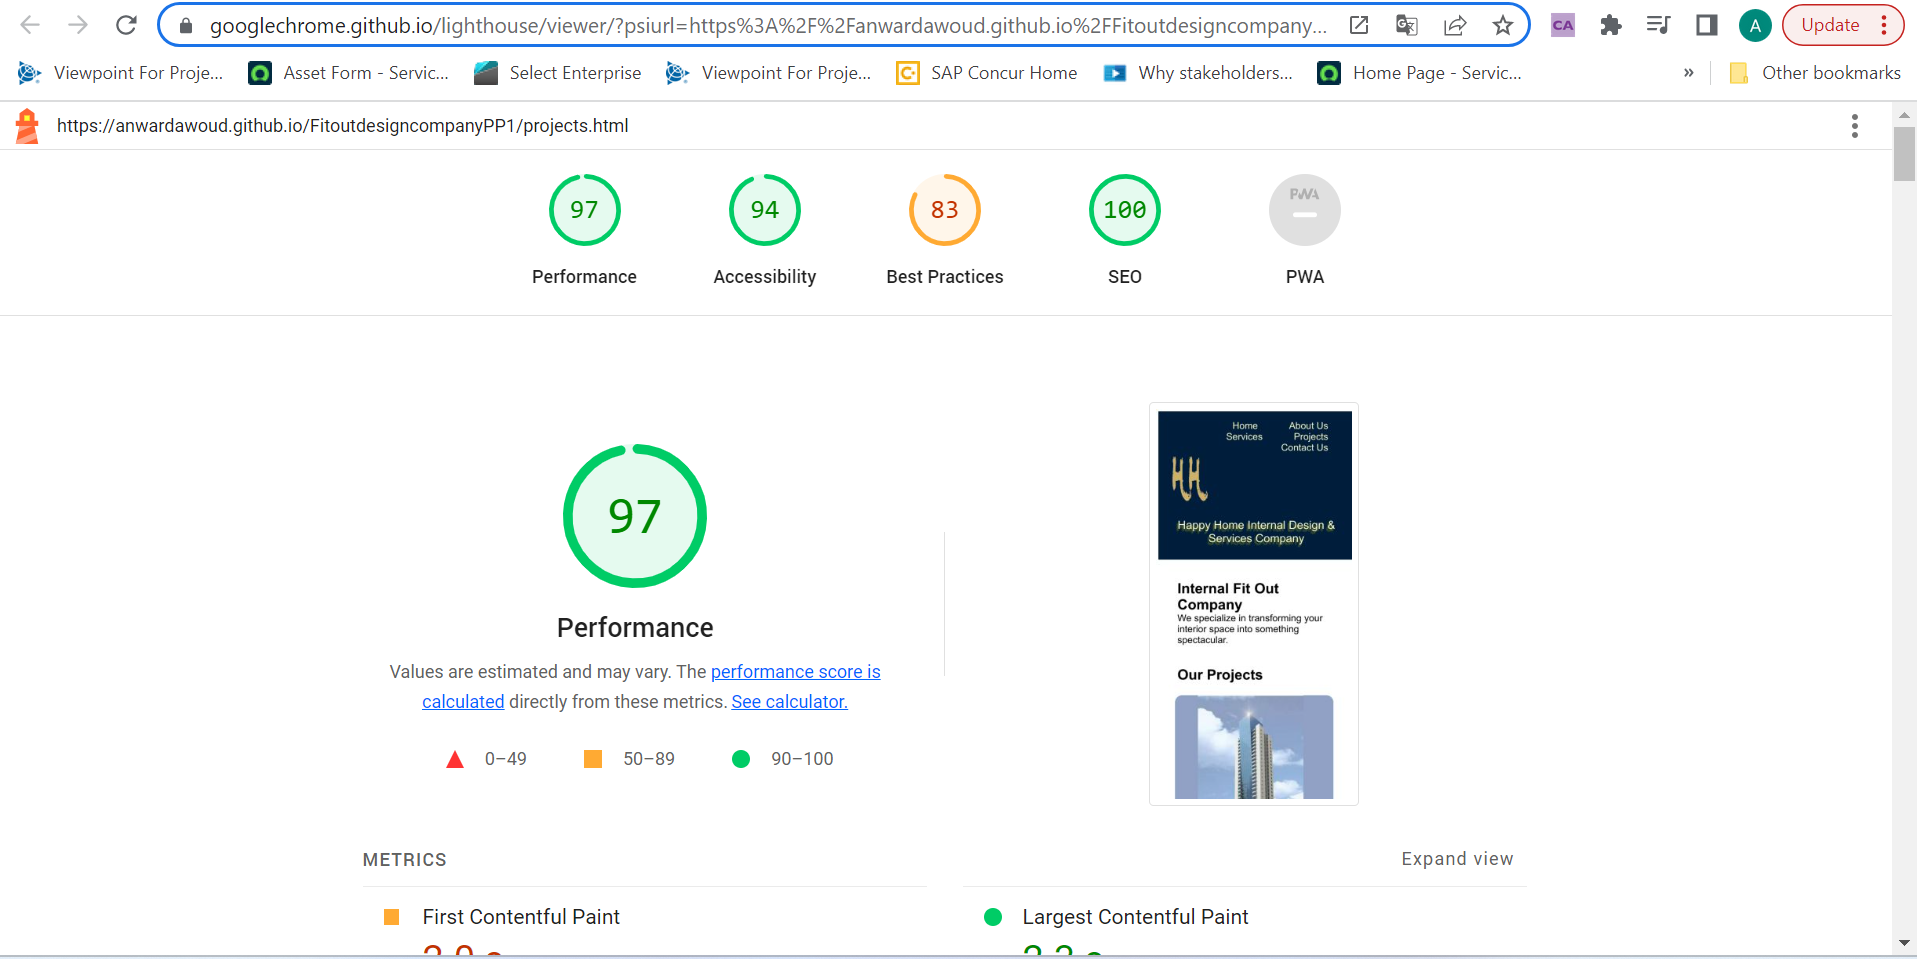 googlechrome.github.io/lighthouse/viewer/?psiurl=https%3A%2F%2Fanwardawoud.github.io%2FFitoutdesigncompany...
CA
A
Update
Viewpoint For Proje...
Asset Form - Servic...
Select Enterprise
Viewpoint For Proje...
SAP Concur Home
Why stakeholders...
Home Page - Servic...
»
Other bookmarks
https://anwardawoud.github.io/FitoutdesigncompanyPP1/projects.html
97
94
83
100
PWA
Performance
Accessibility
Best Practices
SEO
PWA
97
Performance
Values are estimated and may vary. The performance score is
calculated directly from these metrics. See calculator.
0–49
50–89
90–100
Home
About Us
Services
Projects
Contact Us
HH
Happy Home Internal Design &
Services Company
Internal Fit Out
Company
We specialize in transforming your
interior space into something
spectacular.
Our Projects
METRICS
Expand view
First Contentful Paint
Largest Contentful Paint